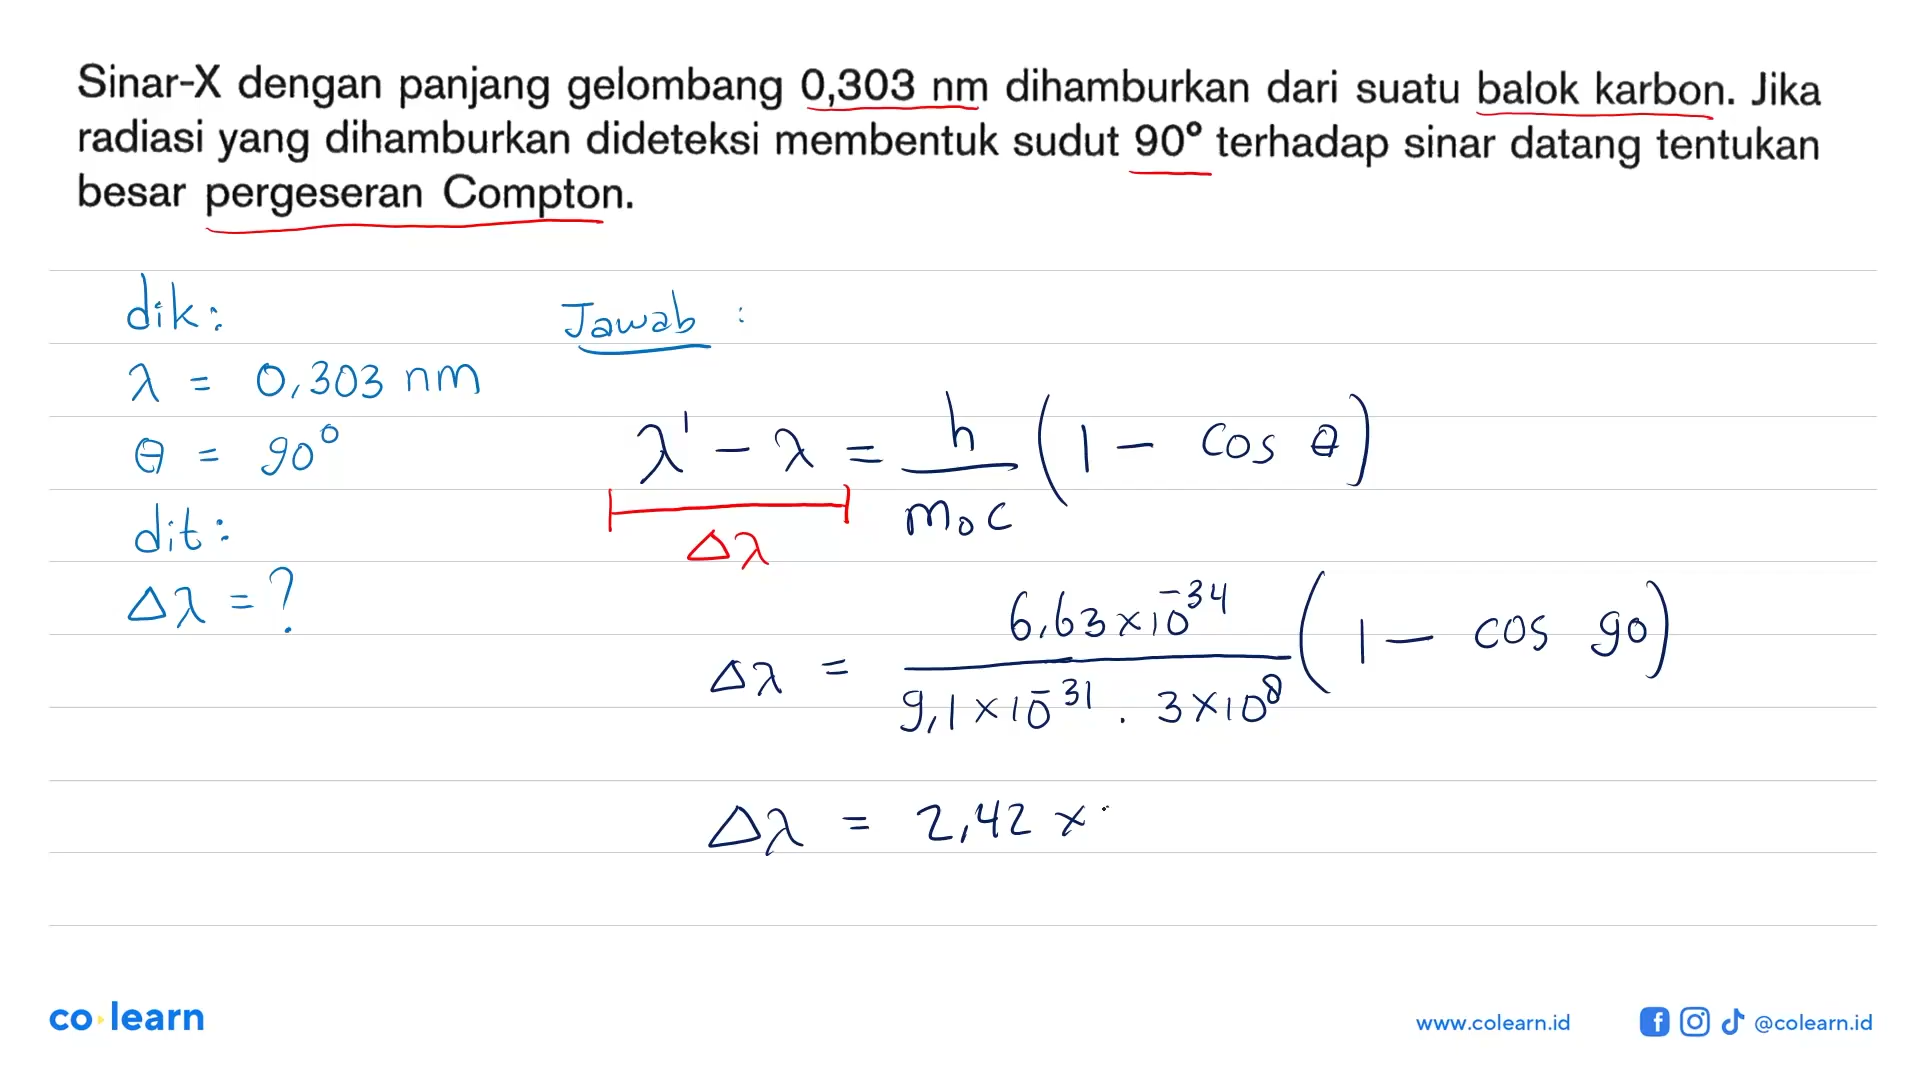 Sinar-X dengan panjang gelombang 0,303 nm dihamburkan dari suatu balok karbon. Jika
radiasi yang dihamburkan dideteksi membentuk sudut 90° terhadap sinar datang tentukan
besar pergeseran Compton.
dik:
λ = 0,303 nm
θ = 90°
dit:
Δλ = ?
Jawab :
λ' - λ = h / m₀c (1 - cos θ)
Δλ
Δλ = 6,63 × 10⁻³⁴ / 9,1 × 10⁻³¹ . 3 × 10⁸ (1 - cos 90)
Δλ = 2,42 ×
co learn
www.colearn.id
@colearn.id